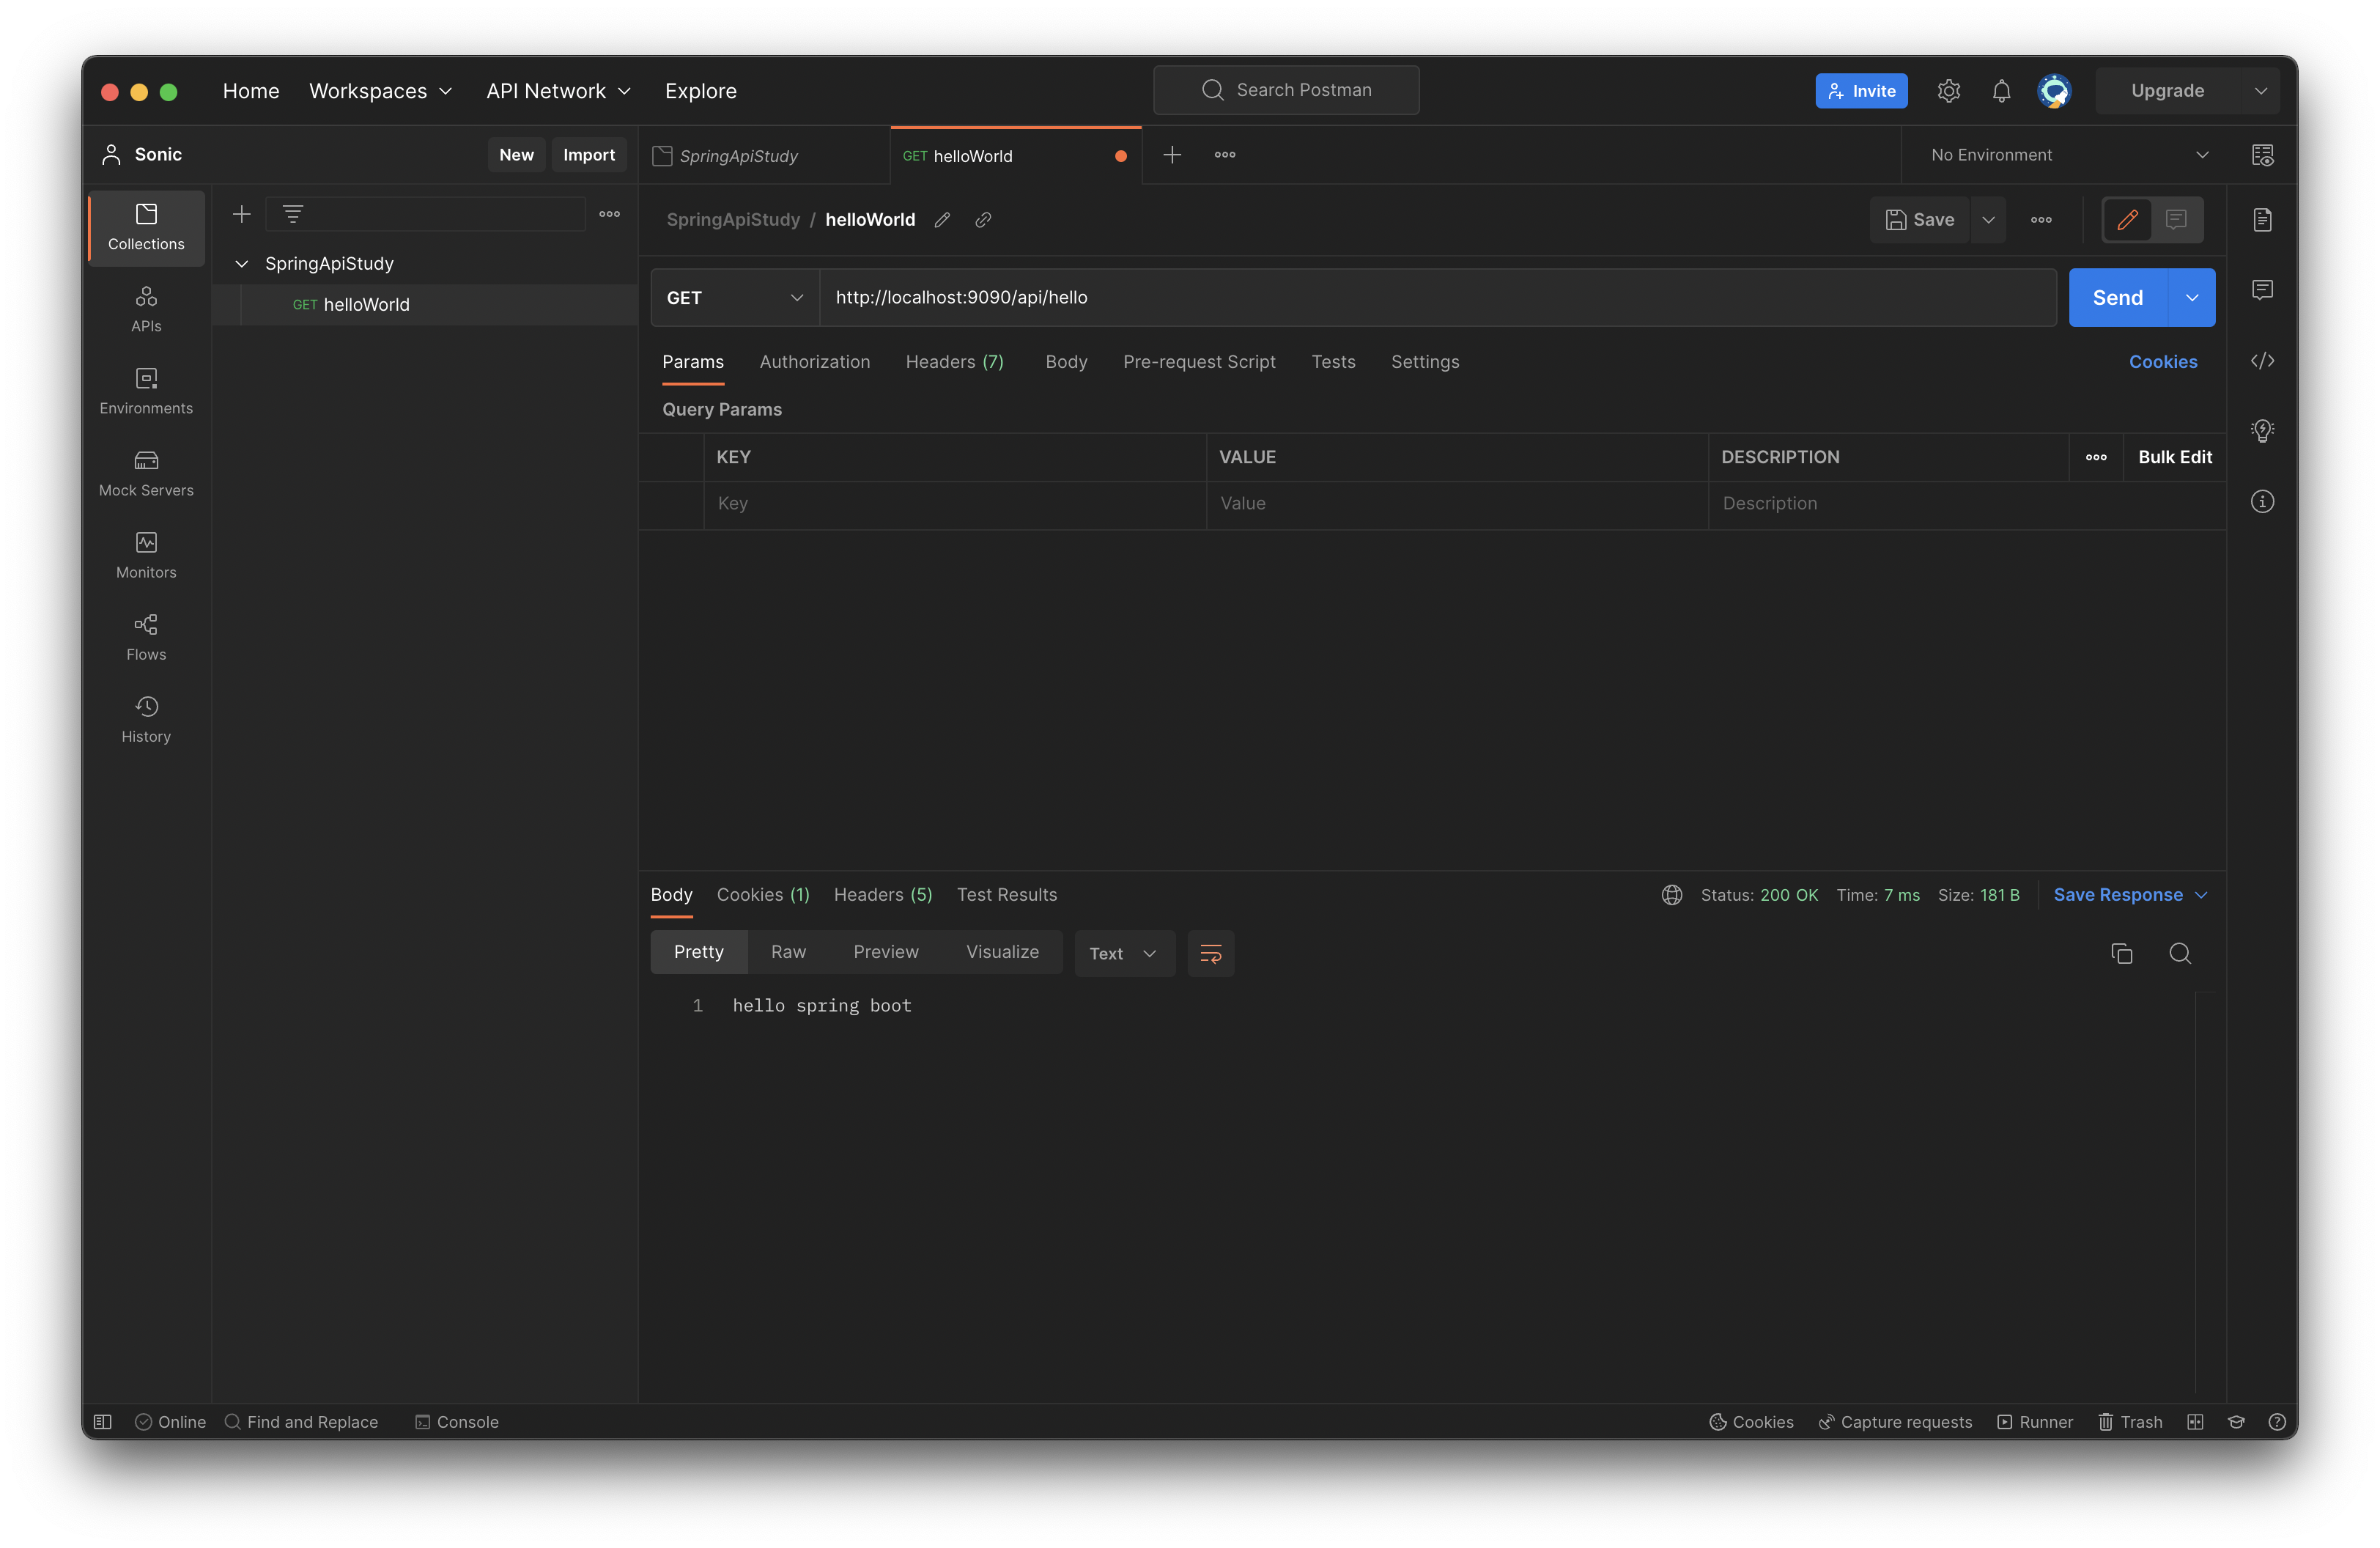 Home Workspaces API Network Explore Search Postman Invite Upgrade
Sonic New Import SpringApiStudy GET helloWorld No Environment
Collections
APIs
Environments
Mock Servers
Monitors
Flows
History
SpringApiStudy
GET helloWorld
SpringApiStudy / helloWorld Save
GET http://localhost:9090/api/hello Send
Params Authorization Headers (7) Body Pre-request Script Tests Settings Cookies
Query Params
KEY VALUE DESCRIPTION Bulk Edit
Key Value Description
Body Cookies (1) Headers (5) Test Results Status: 200 OK Time: 7 ms Size: 181 B Save Response
Pretty Raw Preview Visualize Text
1 hello spring boot
Online Find and Replace Console Cookies Capture requests Runner Trash